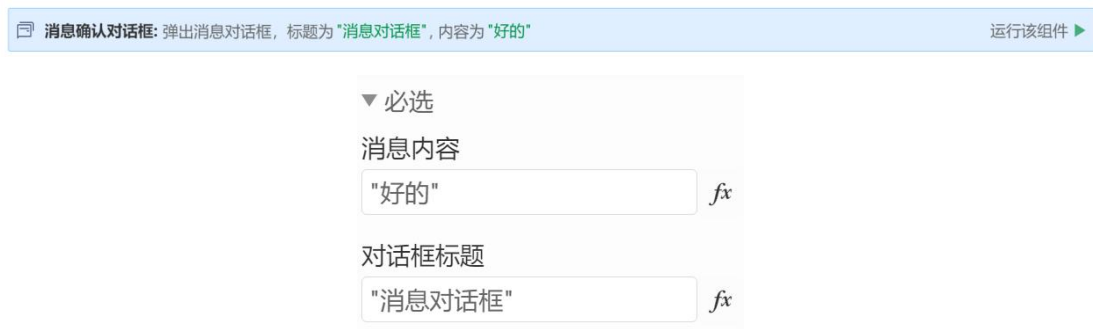 消息确认对话框: 弹出消息对话框，标题为"消息对话框", 内容为"好的" 运行该组件
必选
消息内容
"好的" fx
对话框标题
"消息对话框" fx